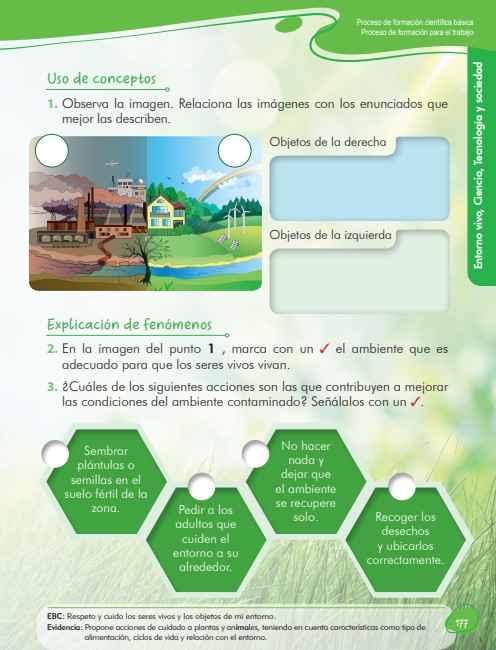 Proceso de formación científica básica
Proceso de formación para el trabajo
Entorno vivo, Ciencia, Tecnología y sociedad
Uso de conceptos
1. Observa la imagen. Relaciona las imágenes con los enunciados que
mejor las describen.
Objetos de la derecha
Objetos de la izquierda
Explicación de fenómenos
2. En la imagen del punto 1 , marca con un ✓ el ambiente que es
adecuado para que los seres vivos vivan.
3. ¿Cuáles de los siguientes acciones son las que contribuyen a mejorar
las condiciones del ambiente contaminado? Señálalos con un ✓.
Sembrar
plántulas o
semillas en el
suelo fértil de la
zona.
Pedir a los
adultos que
cuiden el
entorno a su
alrededor.
No hacer
nada y
dejar que
el ambiente
se recupere
solo.
Recoger los
desechos
y ubicarlos
correctamente.
EBC: Respeto y cuido los seres vivos y los objetos de mi entorno.
Evidencia: Propone acciones de cuidado a plantas y animales, teniendo en cuenta características como tipo de
alimentación, ciclos de vida y relación con el entorno.
177